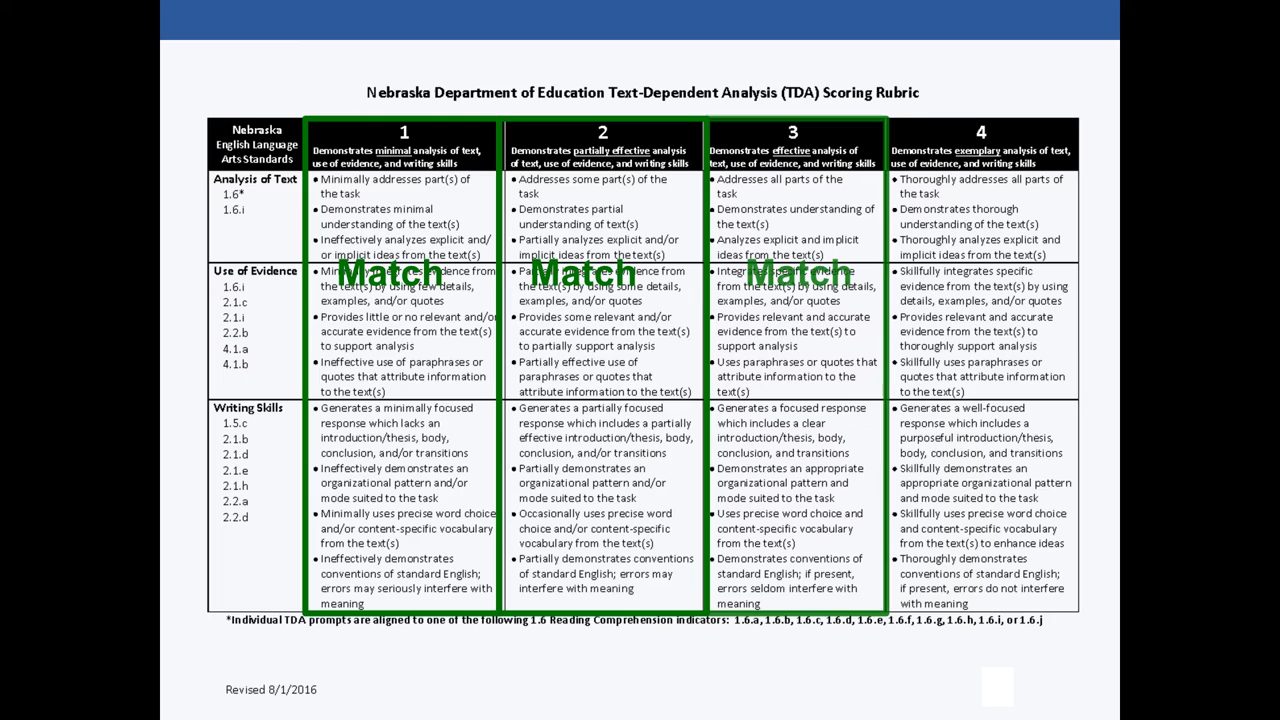 Nebraska Department of Education Text-Dependent Analysis (TDA) Scoring Rubric
Nebraska
English Language
Arts Standards
1
Demonstrates minimal analysis of text,
use of evidence, and writing skills
2
Demonstrates partially effective analysis
of text, use of evidence, and writing skills
3
Demonstrates effective analysis of
text, use of evidence, and writing skills
4
Demonstrates exemplary analysis of text,
use of evidence, and writing skills
Analysis of Text
1.6*
1.6.i
• Minimally addresses part(s) of
the task
• Demonstrates minimal
understanding of the text(s)
• Ineffectively analyzes explicit and/
or implicit ideas from the text(s)
• Addresses some part(s) of the
task
• Demonstrates partial
understanding of the text(s)
• Partially analyzes explicit and/or
implicit ideas from the text(s)
• Addresses all parts of the
task
• Demonstrates understanding of
the text(s)
• Analyzes explicit and implicit
ideas from the text(s)
• Thoroughly addresses all parts of
the task
• Demonstrates thorough
understanding of the text(s)
• Thoroughly analyzes explicit and
implicit ideas from the text(s)
Match
Match
Match
Use of Evidence
1.6.i
2.1.c
2.1.i
2.2.b
4.1.a
4.1.b
• Minimally integrates evidence from
the text(s) by using few details,
examples, and/or quotes
• Provides little or no relevant and/or
accurate evidence from the text(s) to
support analysis
• Ineffective use of paraphrases or
quotes that attribute information
to the text(s)
• Partially integrates evidence from
the text(s) by using some details,
examples, and/or quotes
• Provides some relevant and/or
accurate evidence from the text(s)
to partially support analysis
• Partially effective use of
paraphrases or quotes that
attribute information to the text(s)
• Integrates specific evidence
from the text(s) by using details,
examples, and/or quotes
• Provides relevant and accurate
evidence from the text(s) to
support analysis
• Uses paraphrases or quotes that
attribute information to the
text(s)
• Skillfully integrates specific
evidence from the text(s) by using
details, examples, and/or quotes
• Provides relevant and accurate
evidence from the text(s) to
thoroughly support analysis
• Skillfully uses paraphrases or
quotes that attribute information
to the text(s)
Writing Skills
1.5.c
2.1.b
2.1.d
2.1.e
2.1.h
2.2.a
2.2.d
• Generates a minimally focused
response which lacks an
introduction/thesis, body,
conclusion, and/or transitions
• Ineffectively demonstrates an
organizational pattern and/or
mode suited to the task
• Minimally uses precise word choice
and/or content-specific vocabulary
from the text(s)
• Ineffectively demonstrates
conventions of standard English;
errors may seriously interfere with
meaning
• Generates a partially focused
response which includes a partially
effective introduction/thesis, body,
conclusion, and/or transitions
• Partially demonstrates an
organizational pattern and/or
mode suited to the task
• Occasionally uses precise word
choice and/or content-specific
vocabulary from the text(s)
• Partially demonstrates conventions
of standard English; errors may
interfere with meaning
• Generates a focused response
which includes a clear
introduction/thesis, body,
conclusion, and transitions
• Demonstrates an appropriate
organizational pattern and
mode suited to the task
• Uses precise word choice and
content-specific vocabulary
from the text(s)
• Demonstrates conventions of
standard English; if present,
errors seldom interfere with
meaning
• Generates a well-focused
response which includes a
purposeful introduction/thesis,
body, conclusion, and transitions
• Skillfully demonstrates an
appropriate organizational pattern
and mode suited to the task
• Skillfully uses precise word choice
and content-specific vocabulary
from the text(s) to enhance ideas
• Thoroughly demonstrates
conventions of standard English;
if present, errors do not interfere
with meaning
*Individual TDA prompts are aligned to one of the following 1.6 Reading Comprehension indicators: 1.6.a, 1.6.b, 1.6.c, 1.6.d, 1.6.e, 1.6.f, 1.6.g, 1.6.h, 1.6.i, or 1.6.j
Revised 8/1/2016